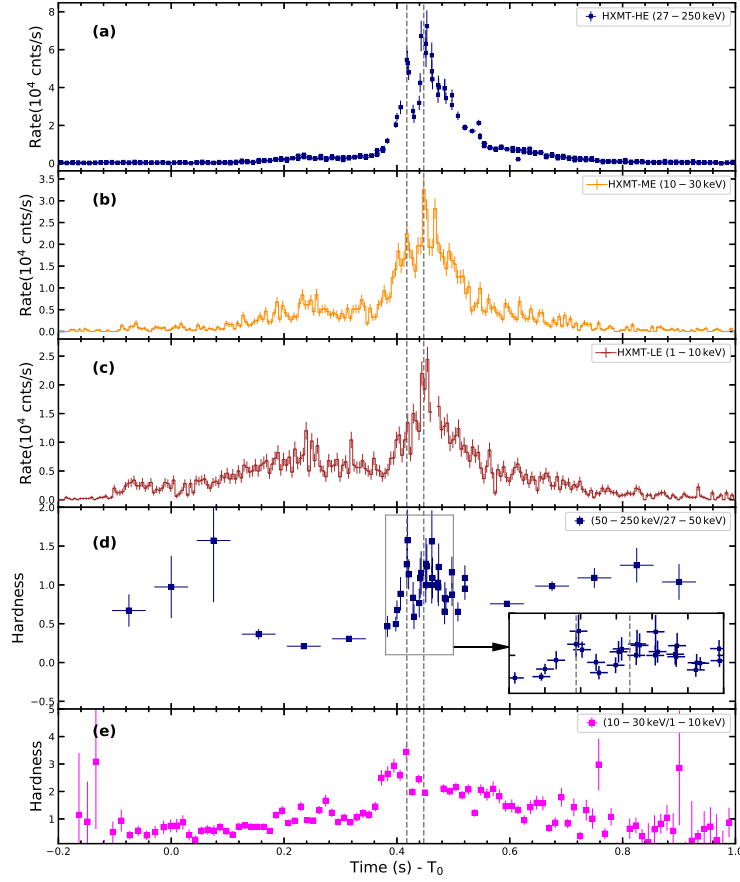 (a)
HXMT-HE (27 − 250 keV)
Rate(10⁴ cnts/s)
8
6
4
2
0
(b)
HXMT-ME (10 − 30 keV)
Rate(10⁴ cnts/s)
3.5
3.0
2.5
2.0
1.5
1.0
0.5
0.0
(c)
HXMT-LE (1 − 10 keV)
Rate(10⁴ cnts/s)
2.5
2.0
1.5
1.0
0.5
0.0
(d)
(50 − 250 keV/27 − 50 keV)
Hardness
2.0
1.5
1.0
0.5
0.0
−0.5
(e)
(10 − 30 keV/1 − 10 keV)
Hardness
5
4
3
2
1
−0.2
0.0
0.2
0.4
0.6
0.8
1.0
Time (s) - T₀